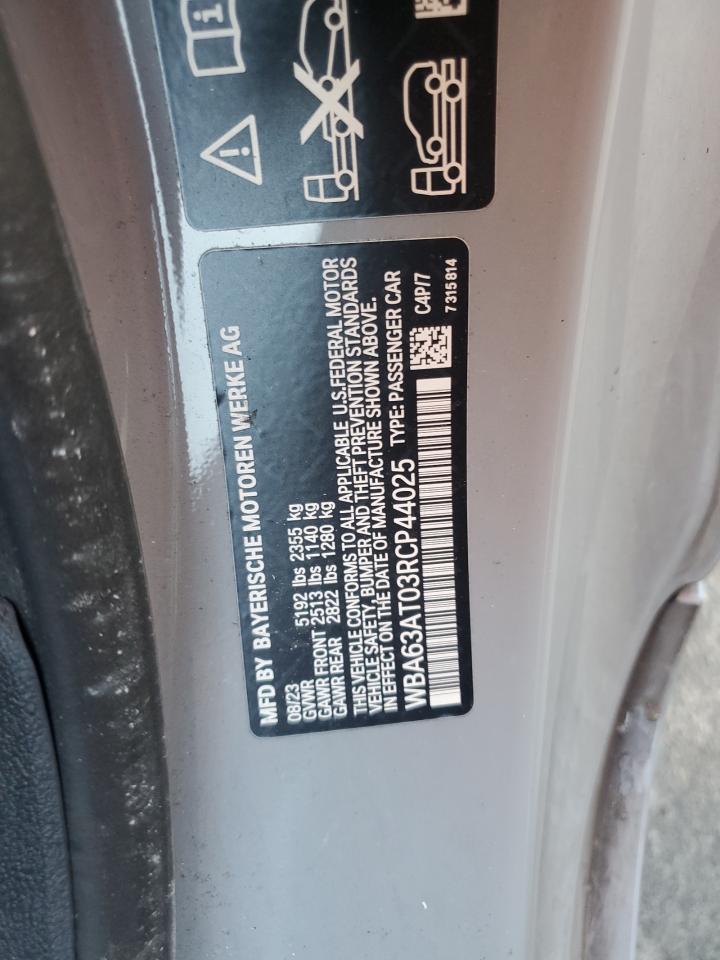 MFD BY BAYERISCHE MOTOREN WERKE AG
08/23
GVWR 5192 lbs 2355 kg
GAWR FRONT 2513 lbs 1140 kg
GAWR REAR 2822 lbs 1280 kg
THIS VEHICLE CONFORMS TO ALL APPLICABLE U.S.FEDERAL MOTOR
VEHICLE SAFETY, BUMPER AND THEFT PREVENTION STANDARDS
IN EFFECT ON THE DATE OF MANUFACTURE SHOWN ABOVE.
WBA63AT03RCP44025 TYPE: PASSENGER CAR
C4P/7
7 315 814